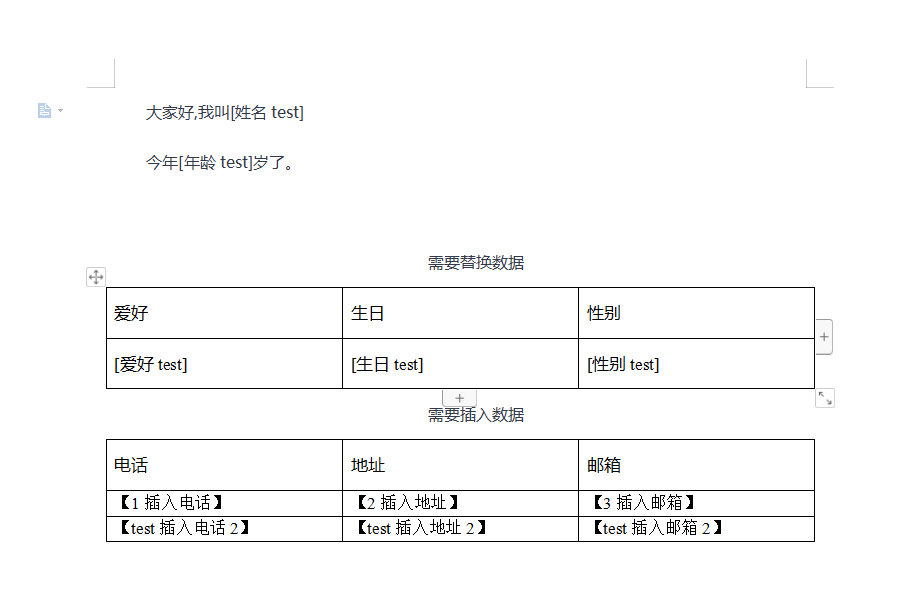 大家好,我叫[姓名 test]
今年[年龄 test]岁了。
需要替换数据
爱好 生日 性别
[爱好 test] [生日 test] [性别 test]
需要插入数据
电话 地址 邮箱
【1 插入电话】 【2 插入地址】 【3 插入邮箱】
【test 插入电话 2】 【test 插入地址 2】 【test 插入邮箱 2】